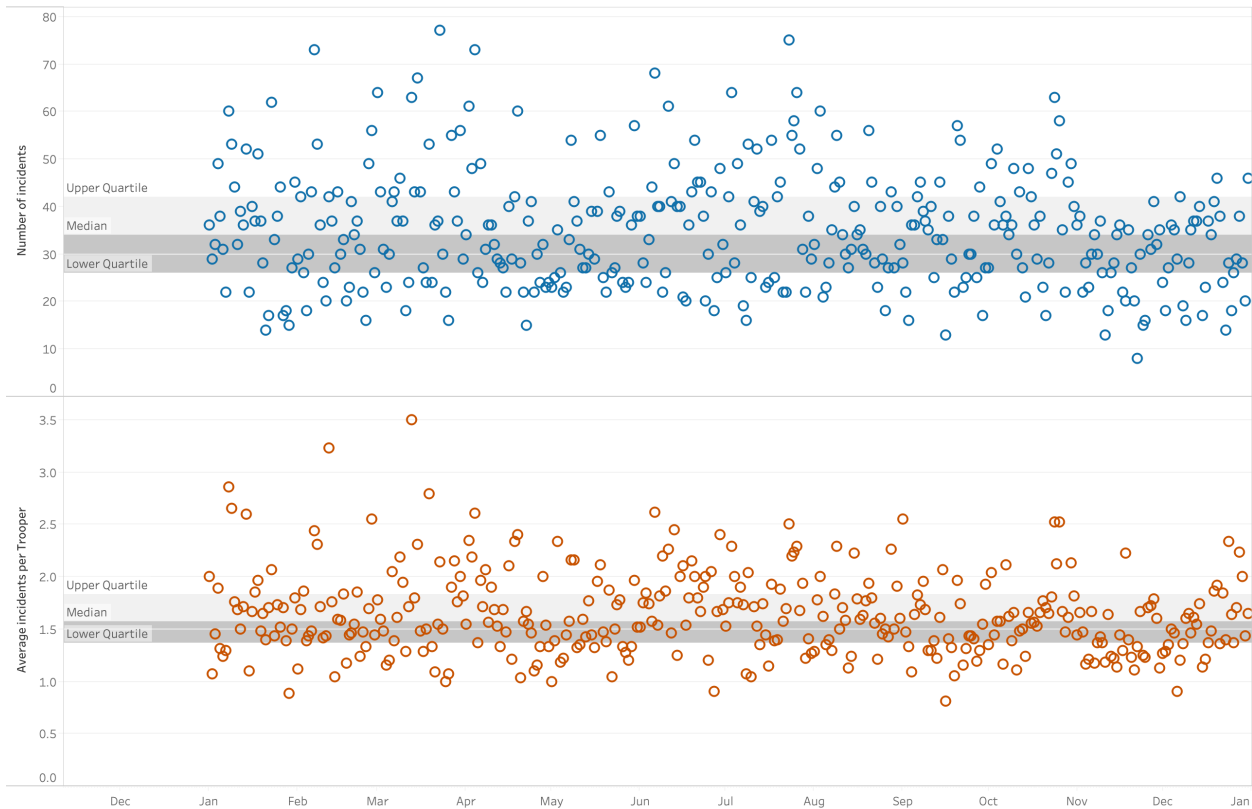 80
70
60
50
Upper Quartile
40
Median
30
Lower Quartile
20
10
0
Number of incidents
3.5
3.0
2.5
2.0
Upper Quartile
Median
1.5
Lower Quartile
1.0
0.5
0.0
Average incidents per Trooper
Dec Jan Feb Mar Apr May Jun Jul Aug Sep Oct Nov Dec Jan